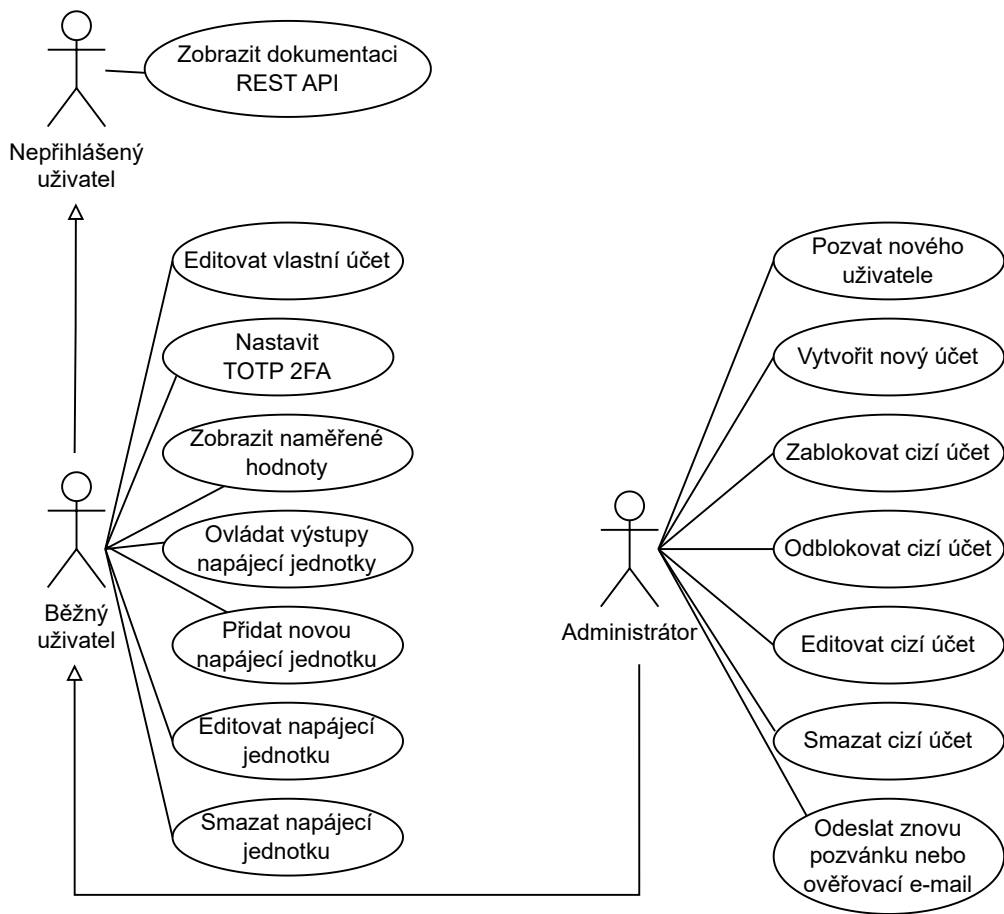 Zobrazit dokumentaci
REST API
Nepřihlášený
uživatel
Editovat vlastní účet
Nastavit
TOTP 2FA
Zobrazit naměřené
hodnoty
Ovládat výstupy
napájecí jednotky
Přidat novou
napájecí jednotku
Editovat napájecí
jednotku
Smazat napájecí
jednotku
Běžný
uživatel
Administrátor
Pozvat nového
uživatele
Vytvořit nový účet
Zablokovat cizí účet
Odblokovat cizí účet
Editovat cizí účet
Smazat cizí účet
Odeslat znovu
pozvánku nebo
ověřovací e-mail